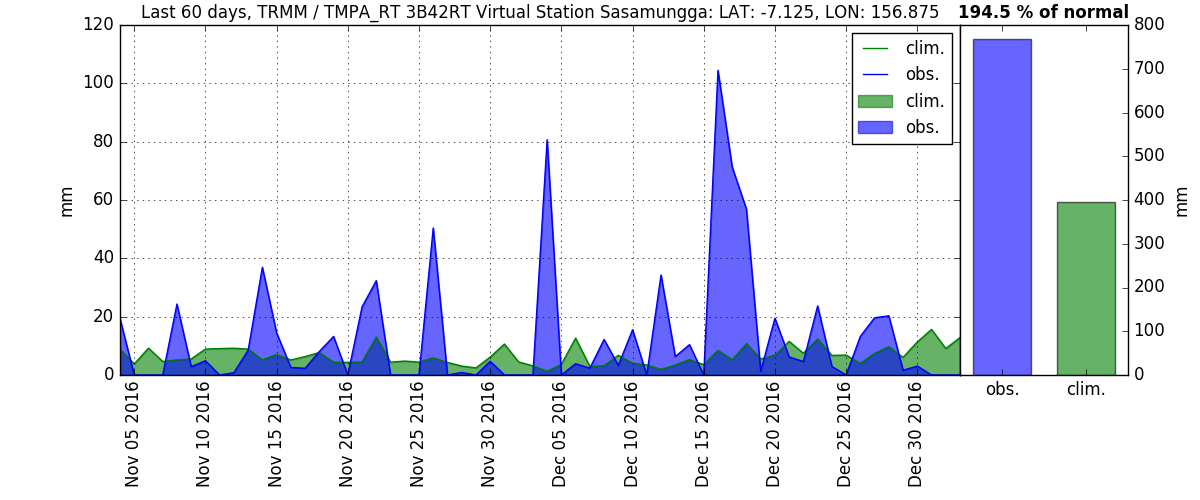 Last 60 days, TRMM / TMPA_RT 3B42RT Virtual Station Sasamungga: LAT: -7.125, LON: 156.875
194.5 % of normal
120
100
80
60
40
20
0
mm
clim.
obs.
clim.
obs.
Nov 05 2016
Nov 10 2016
Nov 15 2016
Nov 20 2016
Nov 25 2016
Nov 30 2016
Dec 05 2016
Dec 10 2016
Dec 15 2016
Dec 20 2016
Dec 25 2016
Dec 30 2016
800
700
600
500
400
300
200
100
0
mm
obs.
clim.